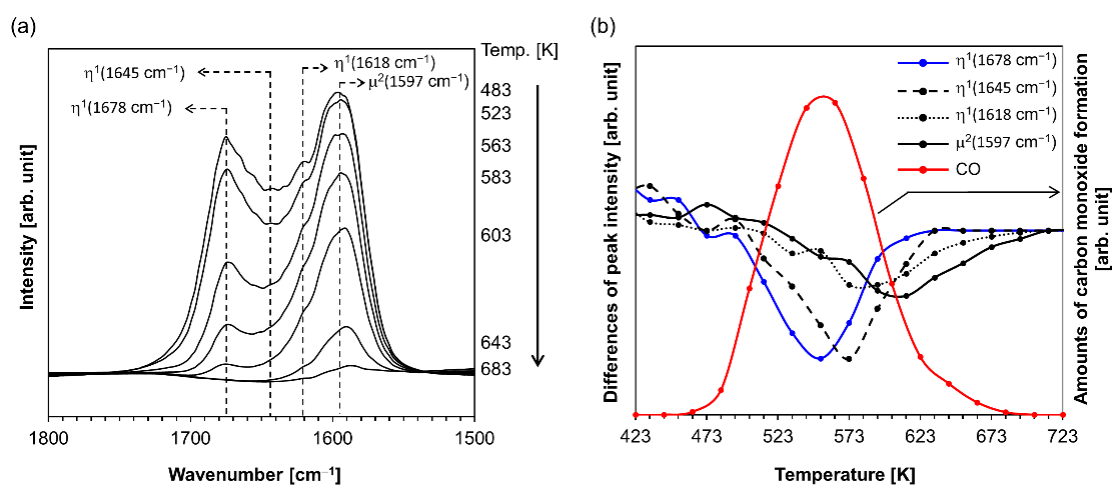 (a)
Temp. [K]
η¹(1645 cm⁻¹)
η¹(1618 cm⁻¹)
μ²(1597 cm⁻¹)
η¹(1678 cm⁻¹)
483
523
563
583
603
643
683
Intensity [arb. unit]
1800
1700
1600
1500
Wavenumber [cm⁻¹]
(b)
η¹(1678 cm⁻¹)
η¹(1645 cm⁻¹)
η¹(1618 cm⁻¹)
μ²(1597 cm⁻¹)
CO
Differences of peak intensity [arb. unit]
Amounts of carbon monoxide formation
[arb. unit]
423
473
523
573
623
673
723
Temperature [K]